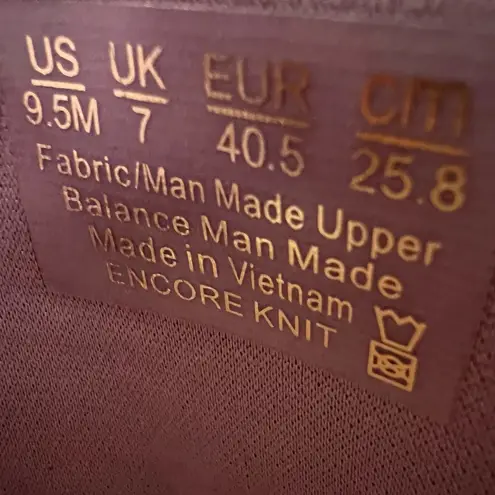 US UK EUR CM
9.5M 7 40.5 25.8
Fabric/Man Made Upper
Balance Man Made
Made in Vietnam
ENCORE KNIT